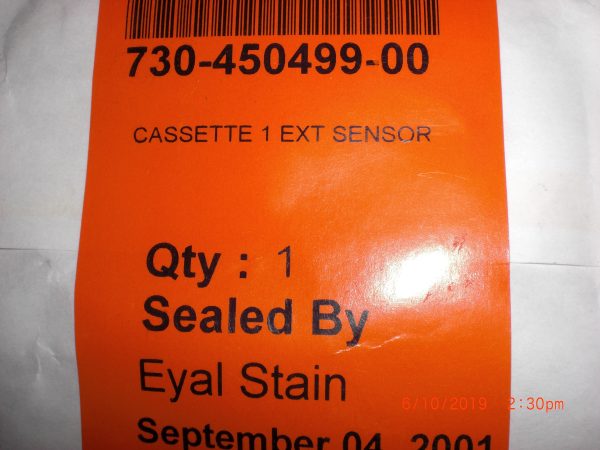 730-450499-00
CASSETTE 1 EXT SENSOR
Qty : 1
Sealed By
Eyal Stain
September 04, 2001
6/10/2019 2:30pm